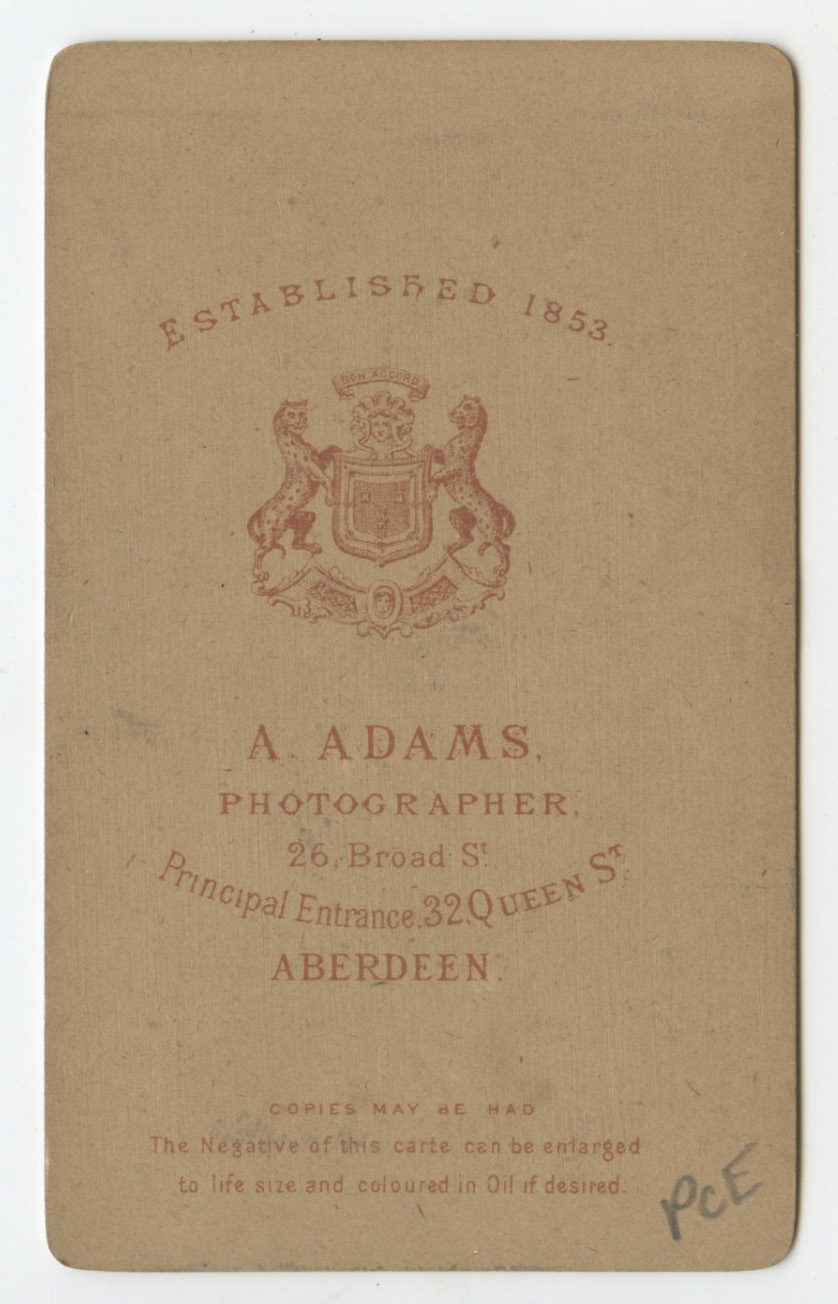 ESTABLISHED 1853.
BON ACCORD
A. ADAMS,
PHOTOGRAPHER,
26, Broad St.
Principal Entrance, 32, QUEEN ST
ABERDEEN.
COPIES MAY BE HAD
The Negative of this carte can be enlarged
to life size and coloured in Oil if desired.
PCE